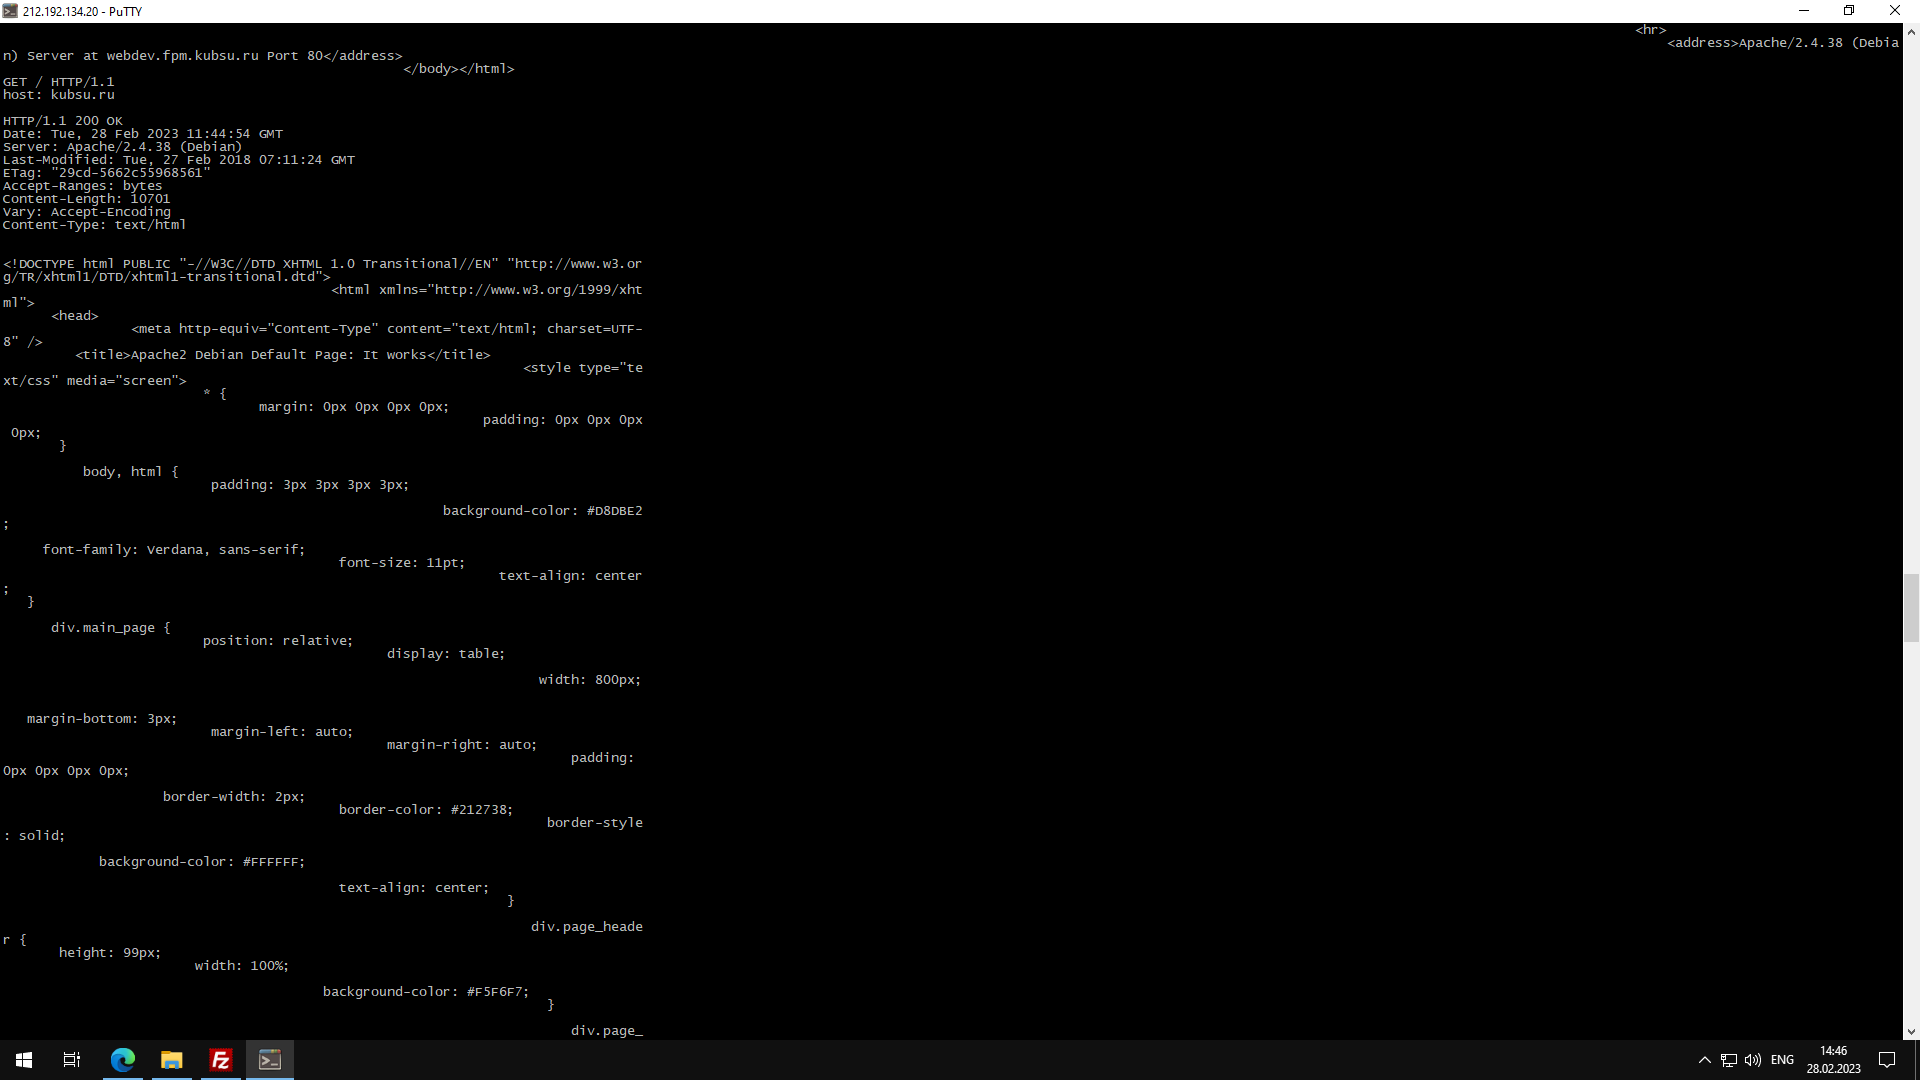 212.192.134.20 - PuTTY
<hr>
<address>Apache/2.4.38 (Debia
n) Server at webdev.fpm.kubsu.ru Port 80</address>
</body></html>
GET / HTTP/1.1
host: kubsu.ru
HTTP/1.1 200 OK
Date: Tue, 28 Feb 2023 11:44:54 GMT
Server: Apache/2.4.38 (Debian)
Last-Modified: Tue, 27 Feb 2018 07:11:24 GMT
ETag: "29cd-5662c55968561"
Accept-Ranges: bytes
Content-Length: 10701
Vary: Accept-Encoding
Content-Type: text/html
<!DOCTYPE html PUBLIC "-//W3C//DTD XHTML 1.0 Transitional//EN" "http://www.w3.or
g/TR/xhtml1/DTD/xhtml1-transitional.dtd">
<html xmlns="http://www.w3.org/1999/xht
ml">
<head>
<meta http-equiv="Content-Type" content="text/html; charset=UTF-
8" />
<title>Apache2 Debian Default Page: It works</title>
<style type="te
xt/css" media="screen">
* {
margin: 0px 0px 0px 0px;
padding: 0px 0px 0px
0px;
}
body, html {
padding: 3px 3px 3px 3px;
background-color: #D8DBE2
;
font-family: Verdana, sans-serif;
font-size: 11pt;
text-align: center
;
}
div.main_page {
position: relative;
display: table;
width: 800px;
margin-bottom: 3px;
margin-left: auto;
margin-right: auto;
padding:
0px 0px 0px 0px;
border-width: 2px;
border-color: #212738;
border-style
: solid;
background-color: #FFFFFF;
text-align: center;
}
div.page_heade
r {
height: 99px;
width: 100%;
background-color: #F5F6F7;
}
div.page_
ENG
14:46
28.02.2023